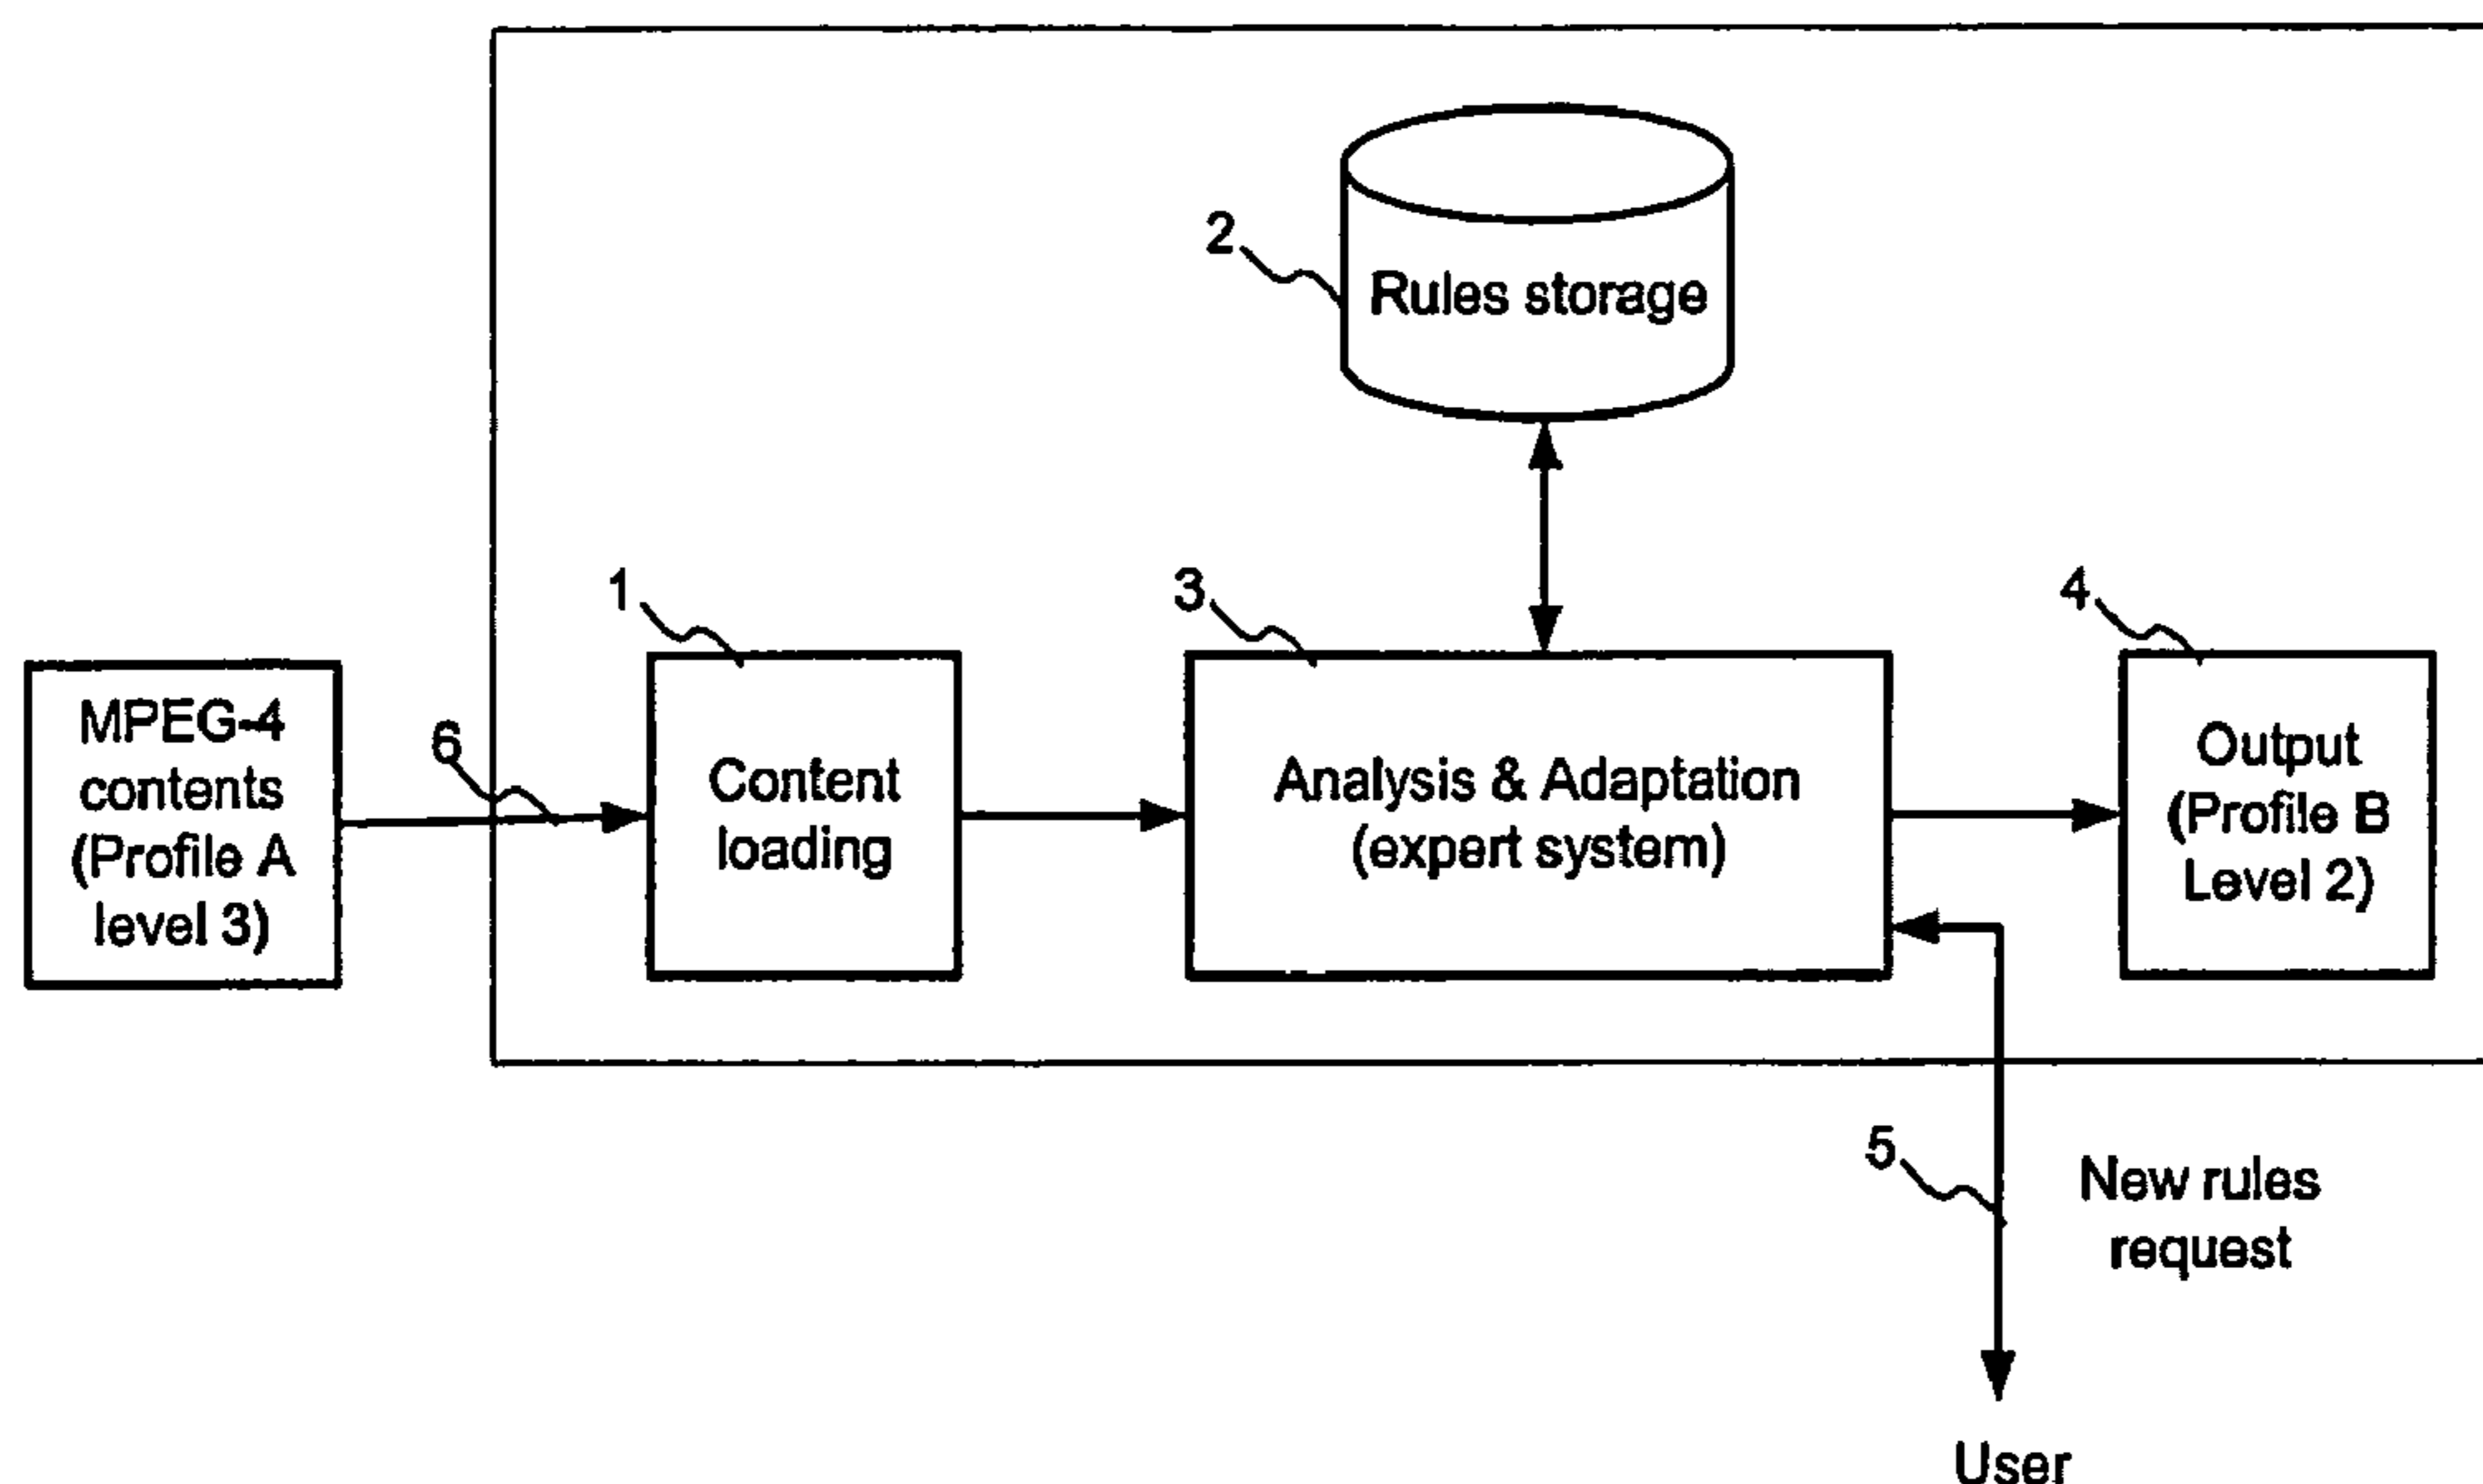 2
Rules storage
1
3
4
MPEG-4
contents
(Profile A
level 3)
6
Content
loading
Analysis & Adaptation
(expert system)
Output
(Profile B
Level 2)
5
New rules
request
User